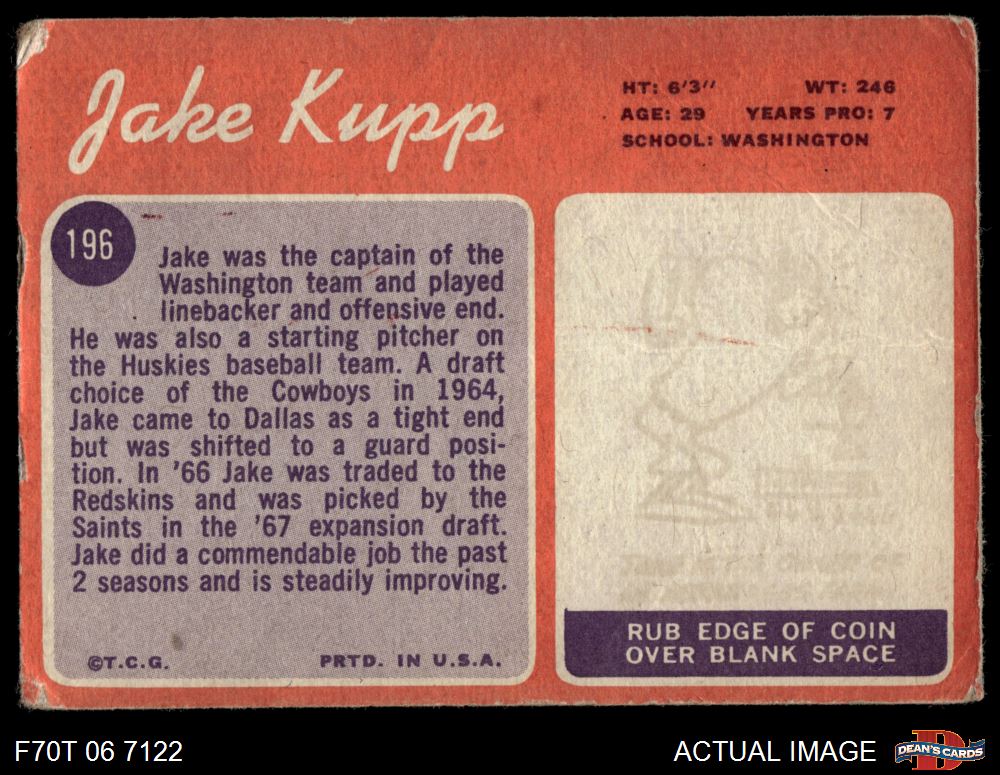 Jake Kupp
HT: 6'3" WT: 246
AGE: 29 YEARS PRO: 7
SCHOOL: WASHINGTON
196
Jake was the captain of the
Washington team and played
linebacker and offensive end.
He was also a starting pitcher on
the Huskies baseball team. A draft
choice of the Cowboys in 1964,
Jake came to Dallas as a tight end
but was shifted to a guard posi-
tion. In '66 Jake was traded to the
Redskins and was picked by the
Saints in the '67 expansion draft.
Jake did a commendable job the past
2 seasons and is steadily improving.
©T.C.G. PRTD. IN U.S.A.
RUB EDGE OF COIN
OVER BLANK SPACE
F70T 06 7122
ACTUAL IMAGE
DEAN'S CARDS